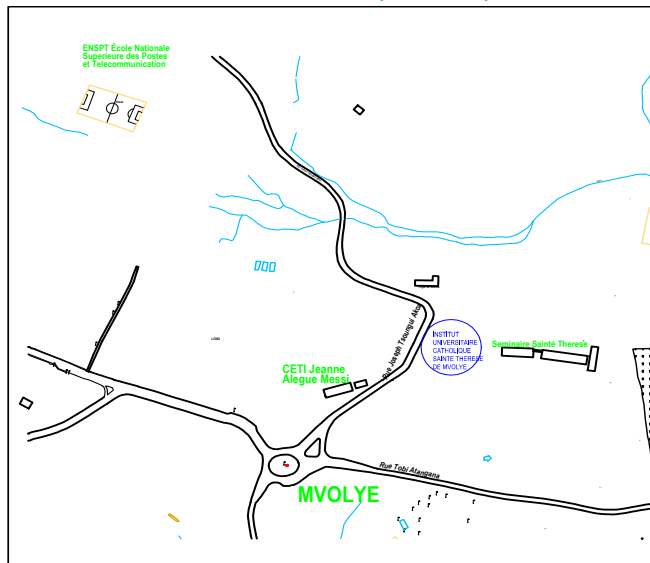 ENSPT École Nationale
Superieure des Postes
et Telecommunication
Rue Joseph Tsoungui Akoa
INSTITUT
UNIVERSITAIRE
CATHOLIQUE
SAINTE THERESE
DE MVOLYE
Seminaire Sainté Therese
CETI Jeanne
Alegue Messi
Rue Tobi Atangana
MVOLYE